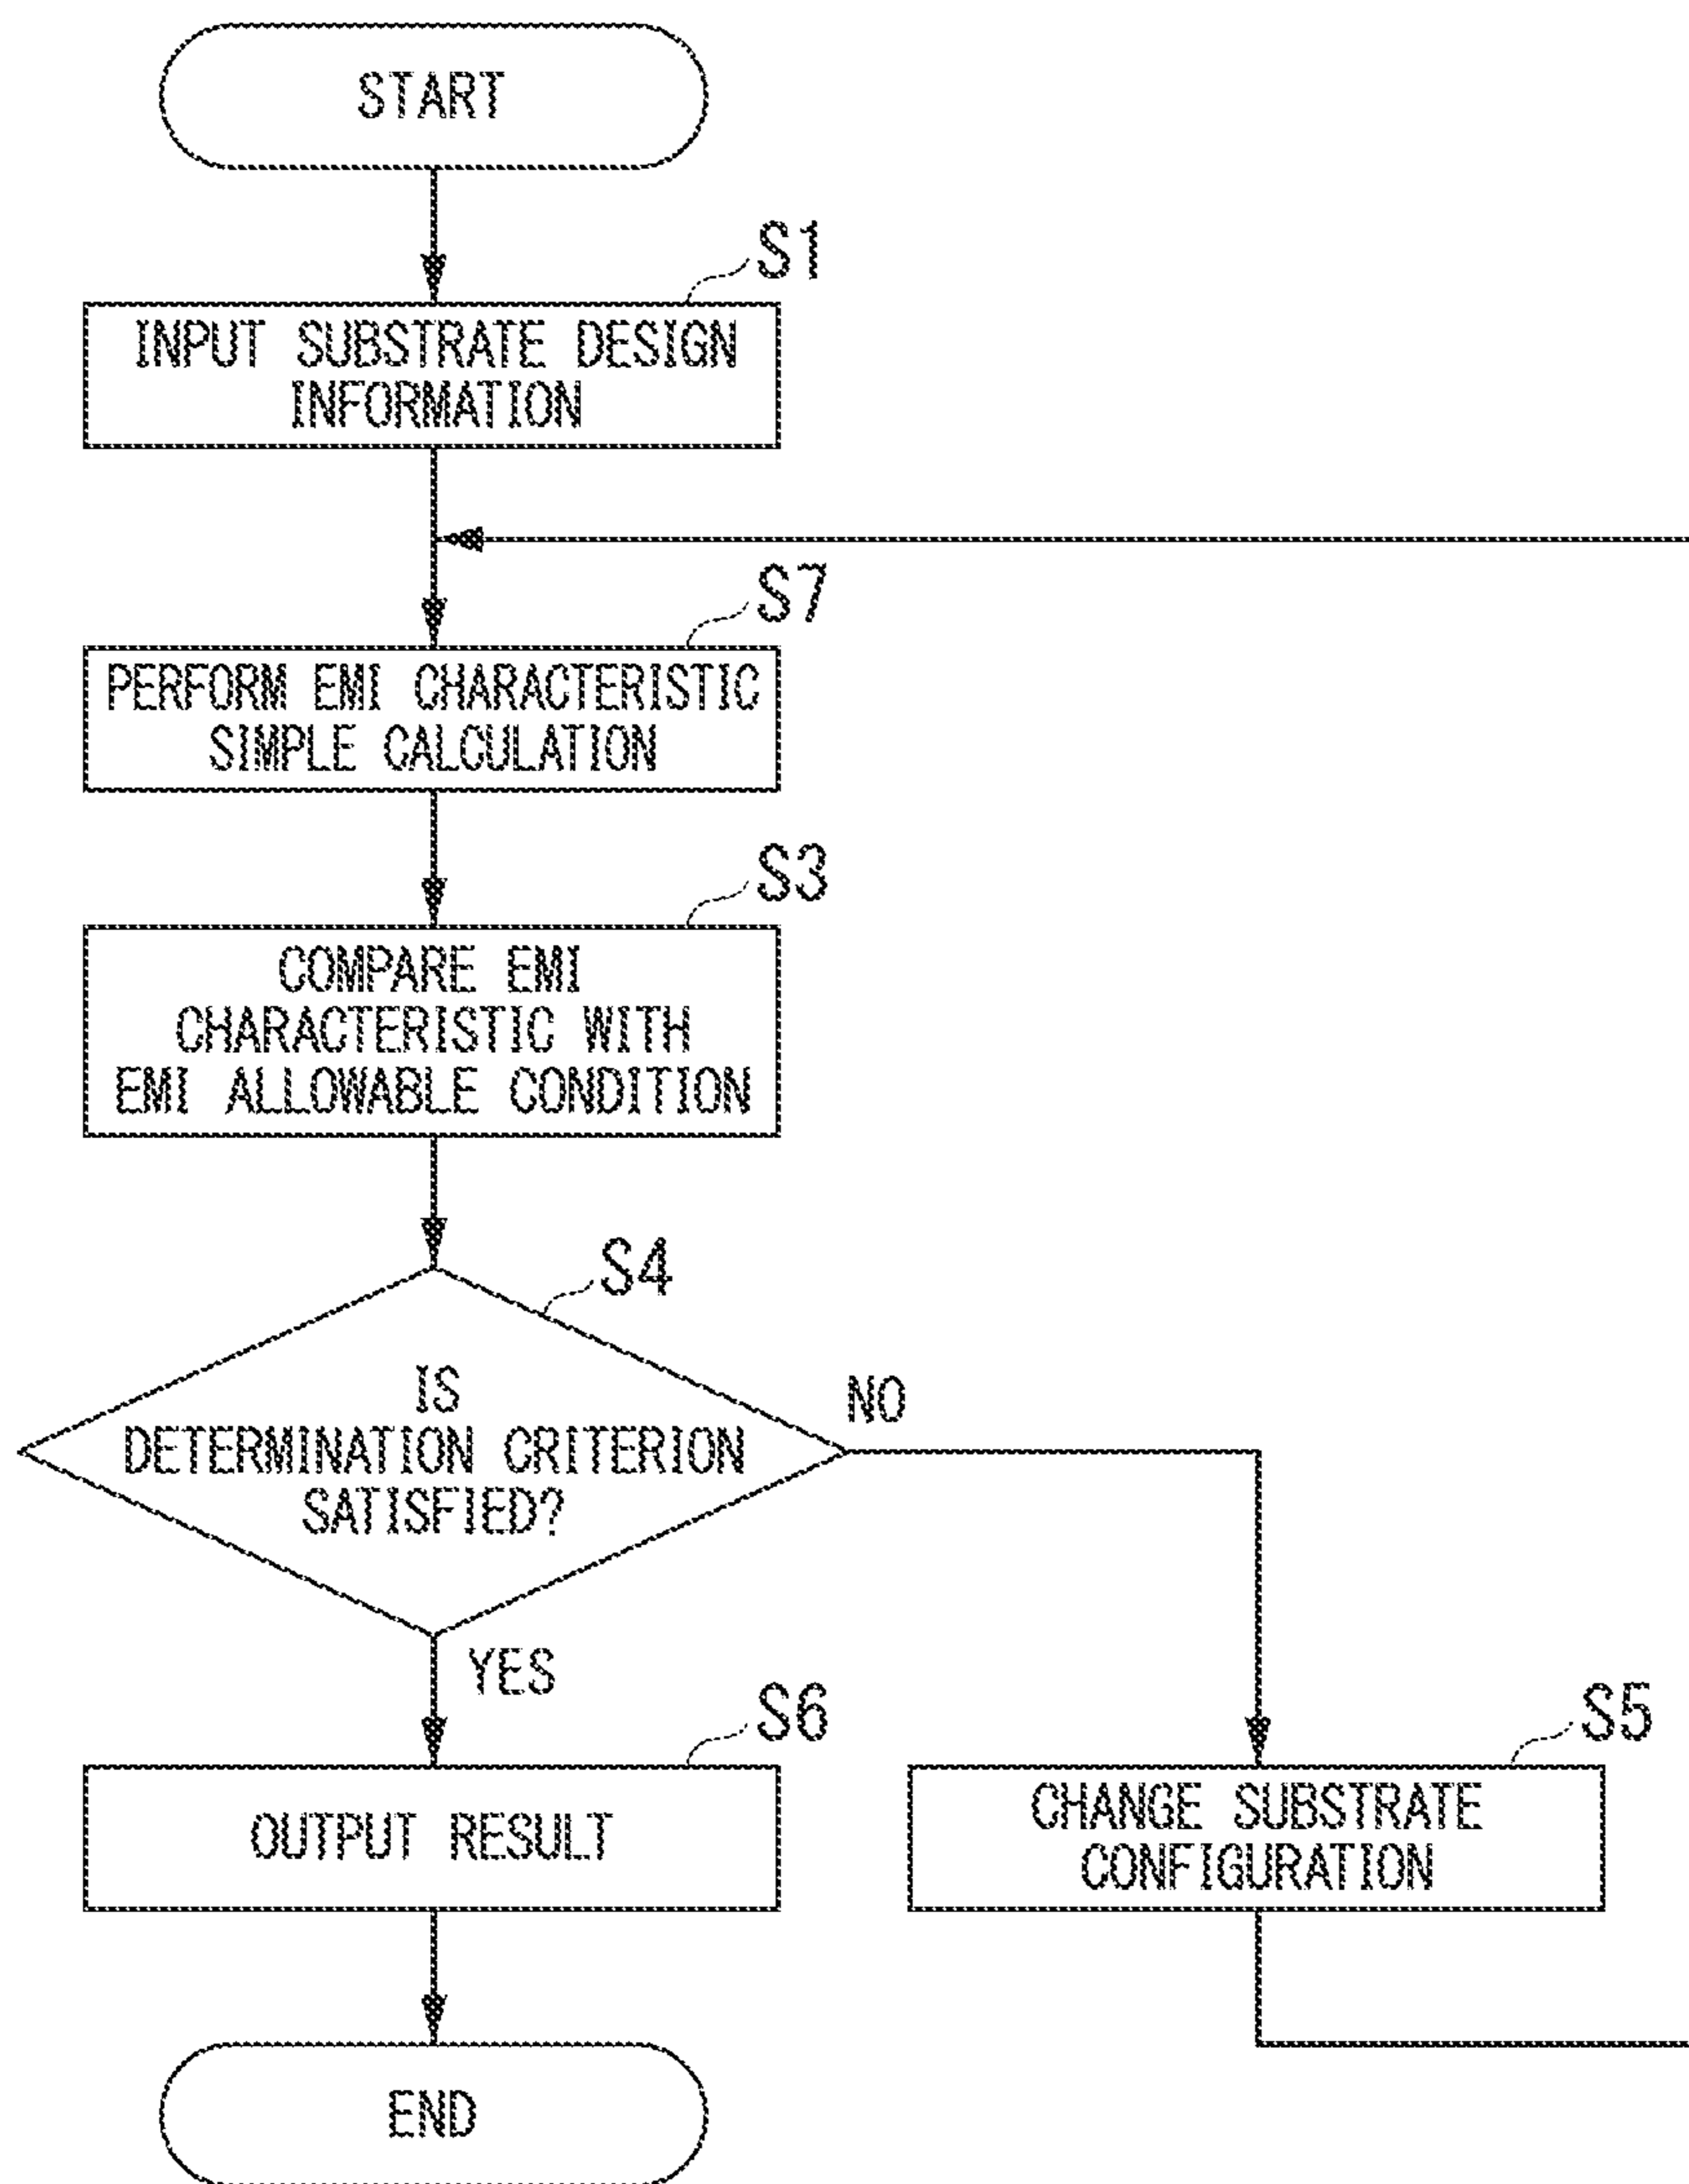 START
S1
INPUT SUBSTRATE DESIGN
INFORMATION
S7
PERFORM EMI CHARACTERISTIC
SIMPLE CALCULATION
S3
COMPARE EMI
CHARACTERISTIC WITH
EMI ALLOWABLE CONDITION
S4
IS
DETERMINATION CRITERION
SATISFIED?
NO
YES
S6
OUTPUT RESULT
S5
CHANGE SUBSTRATE
CONFIGURATION
END